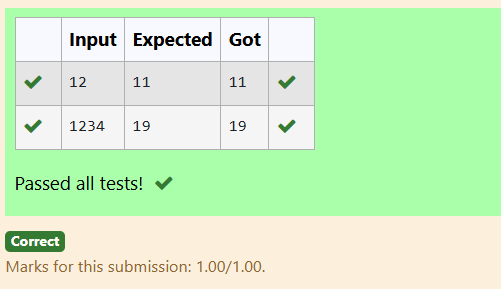 Input Expected Got
12 11 11
1234 19 19
Passed all tests!
Correct
Marks for this submission: 1.00/1.00.